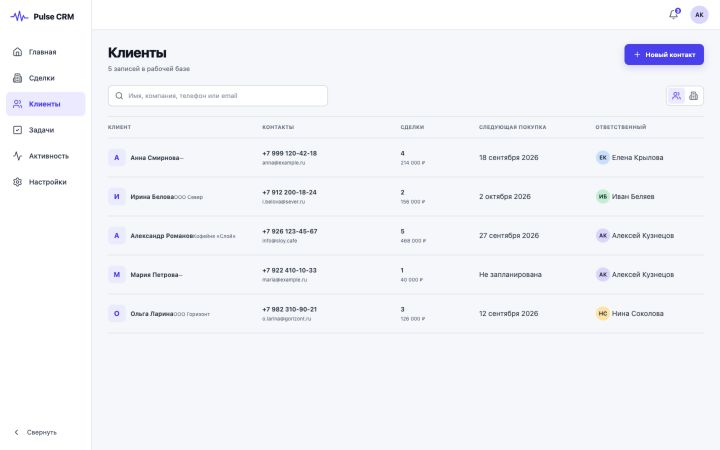 Pulse CRM
3
АК
Главная
Сделки
Клиенты
Задачи
Активность
Настройки
Свернуть
Клиенты
5 записей в рабочей базе
+ Новый контакт
Имя, компания, телефон или email
КЛИЕНТ КОНТАКТЫ СДЕЛКИ СЛЕДУЮЩАЯ ПОКУПКА ОТВЕТСТВЕННЫЙ
А Анна Смирнова— +7 999 120-42-18 4 18 сентября 2026 ЕК Елена Крылова
anna@example.ru 214 000 ₽
И Ирина БеловаООО Север +7 912 200-18-24 2 2 октября 2026 ИБ Иван Беляев
i.belova@sever.ru 156 000 ₽
А Александр РомановКофейня «Слой» +7 926 123-45-67 5 27 сентября 2026 АК Алексей Кузнецов
info@sloy.cafe 468 000 ₽
М Мария Петрова— +7 922 410-10-33 1 Не запланирована АК Алексей Кузнецов
maria@example.ru 40 000 ₽
О Ольга ЛаринаООО Горизонт +7 982 310-90-21 3 12 сентября 2026 НС Нина Соколова
o.larina@gorizont.ru 126 000 ₽